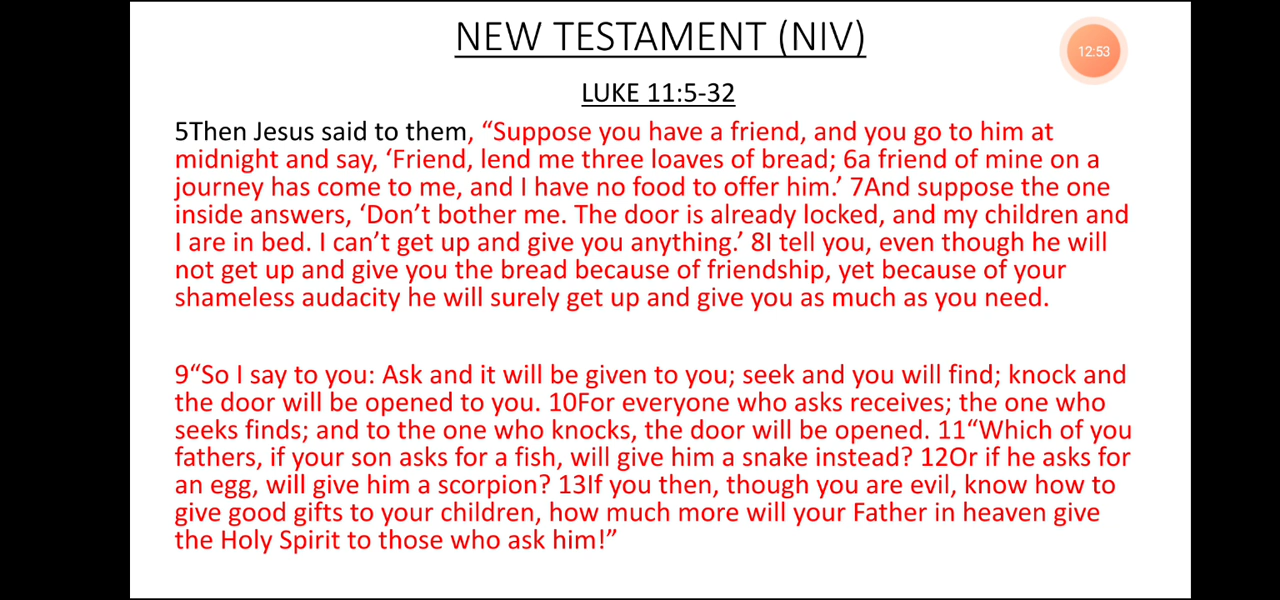 NEW TESTAMENT (NIV)
12:53
LUKE 11:5-32
5Then Jesus said to them, “Suppose you have a friend, and you go to him at
midnight and say, ‘Friend, lend me three loaves of bread; 6a friend of mine on a
journey has come to me, and I have no food to offer him.’ 7And suppose the one
inside answers, ‘Don’t bother me. The door is already locked, and my children and
I are in bed. I can’t get up and give you anything.’ 8I tell you, even though he will
not get up and give you the bread because of friendship, yet because of your
shameless audacity he will surely get up and give you as much as you need.
9“So I say to you: Ask and it will be given to you; seek and you will find; knock and
the door will be opened to you. 10For everyone who asks receives; the one who
seeks finds; and to the one who knocks, the door will be opened. 11“Which of you
fathers, if your son asks for a fish, will give him a snake instead? 12Or if he asks for
an egg, will give him a scorpion? 13If you then, though you are evil, know how to
give good gifts to your children, how much more will your Father in heaven give
the Holy Spirit to those who ask him!”